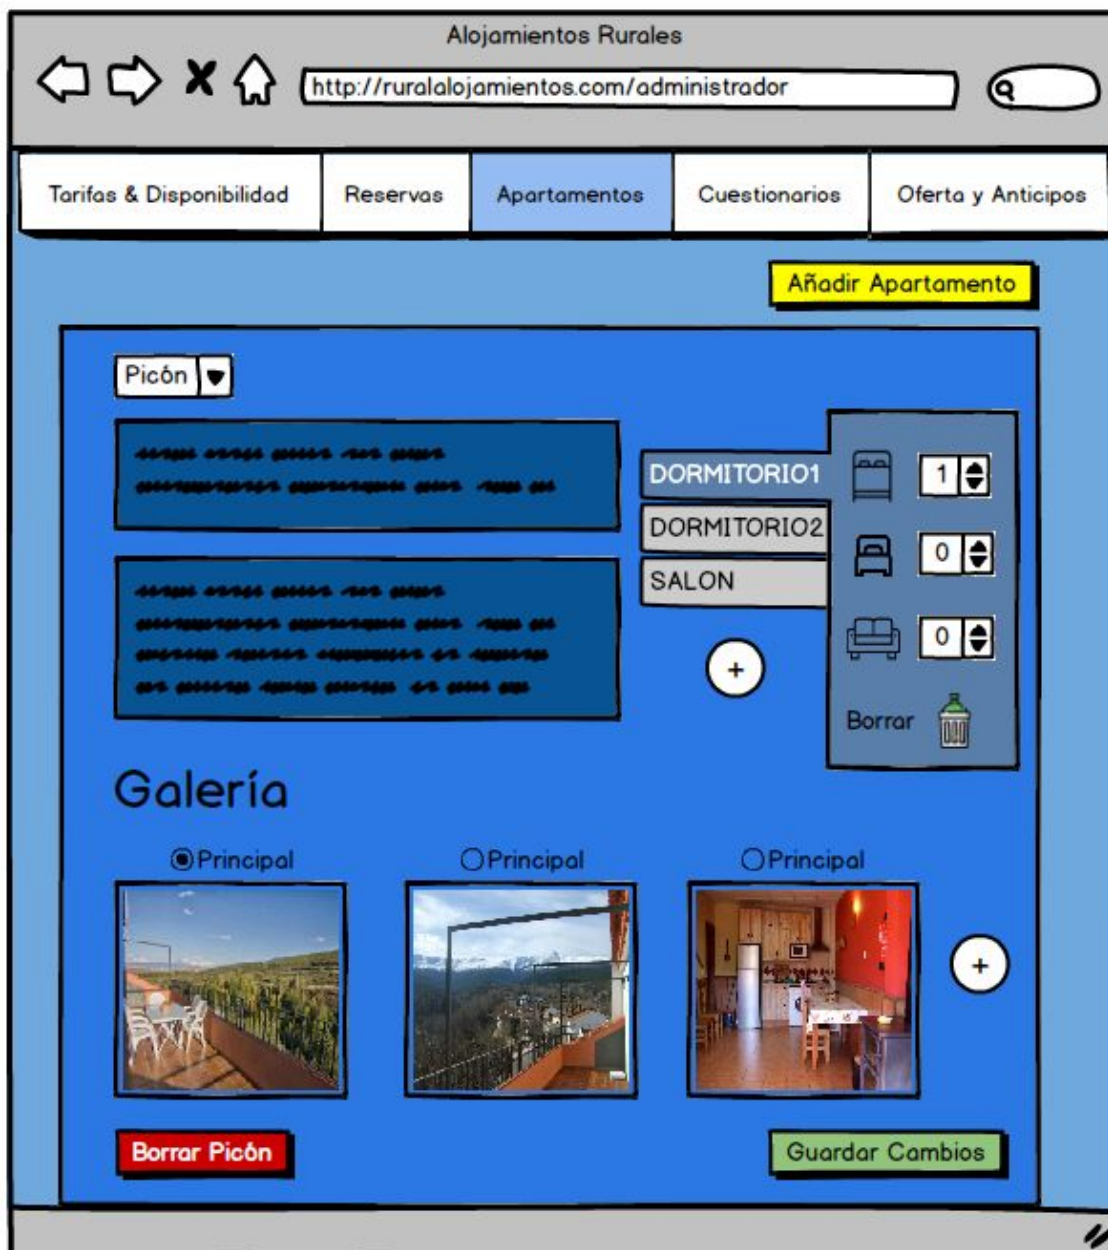 Alojamientos Rurales
http://ruralalojamientos.com/administrador
Tarifas & Disponibilidad
Reservas
Apartamentos
Cuestionarios
Oferta y Anticipos
Añadir Apartamento
Picón
DORMITORIO1
DORMITORIO2
SALON
+
1
0
0
Borrar
Galería
Principal
Principal
Principal
+
Borrar Picón
Guardar Cambios